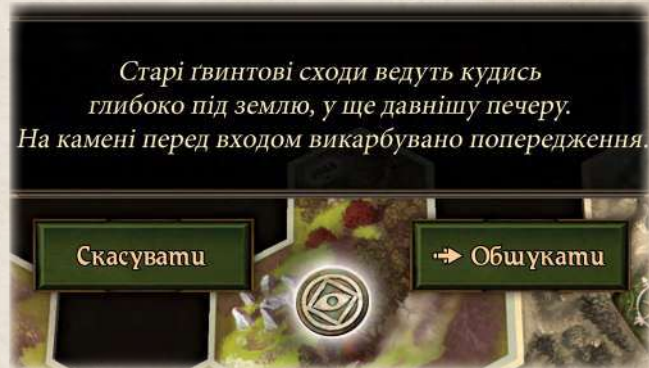 Старі ґвинтові сходи ведуть кудись
глибоко під землю, у ще давнішу печеру.
На камені перед входом викарбувано попередження.
Скасувати
Обшукати